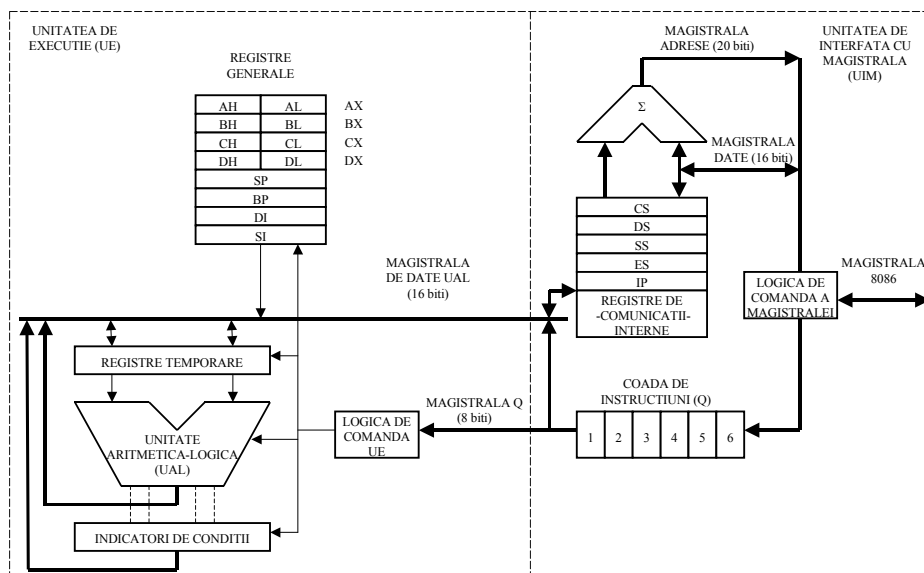 UNITATEA DE
EXECUTIE (UE)
REGISTRE
GENERALE
AH AL AX
BH BL BX
CH CL CX
DH DL DX
SP
BP
DI
SI
MAGISTRALA
DE DATE UAL
(16 biti)
REGISTRE TEMPORARE
UNITATE
ARITMETICA-LOGICA
(UAL)
INDICATORI DE CONDITII
LOGICA DE
COMANDA
UE
MAGISTRALA Q
(8 biti)
MAGISTRALA
ADRESE (20 biti)
UNITATEA DE
INTERFATA CU
MAGISTRALA
(UIM)
Σ
MAGISTRALA
DATE (16 biti)
CS
DS
SS
ES
IP
REGISTRE DE
-COMUNICATII-
INTERNE
LOGICA DE
COMANDA A
MAGISTRALEI
MAGISTRALA
8086
COADA DE
INSTRUCTIUNI (Q)
1 2 3 4 5 6